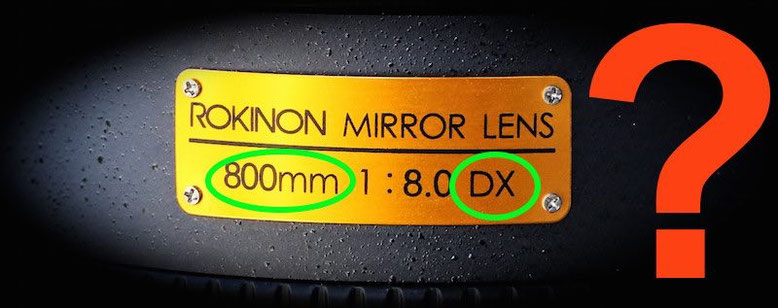 ROKINON MIRROR LENS
800mm 1 : 8.0 DX
?